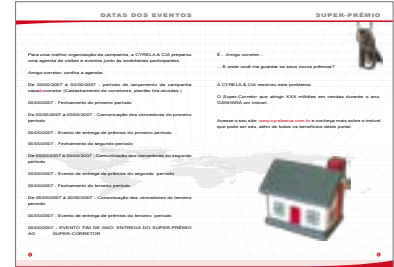 DATAS DOS EVENTOS
Para uma melhor organização da campanha, a CYRELA & CIA preparou
uma agenda de visitas e eventos junto às imobiliárias participantes.
Amigo corretor, confira a agenda:
De 00/00/2007 à 00/00/2007 - período de lançamento da campanha
casadocorretor (Cadastramento de corretores, plantão tira-dúvidas.)
00/00/2007 - Fechamento do primeiro período
De 00/00/2007 à 00/00/2007 - Comunicação dos vencedores do primeiro
período
00/00/2007 - Evento de entrega de prêmios do primeiro período
00/00/2007 - Fechamento do segundo período
De 00/00/2007 à 00/00/2007 - Comunicação dos vencedores do segundo
período
00/00/2007 - Evento de entrega de prêmios do segundo período
00/00/2007 - Fechamento do terceiro período
De 00/00/2007 à 00/00/2007 - Comunicação dos vencedores do terceiro
período
00/00/2007 - Evento de entrega de prêmios do terceiro período
00/00/2007 - EVENTO FIM DE ANO: ENTREGA DO SUPER-PRÊMIO
AO SUPER-CORRETOR
SUPER-PRÊMIO
É... Amigo corretor...
... E onde você iria guardar os seus novos prêmios?
A CYRELA & CIA resolveu este problema:
O Super-Corretor que atingir XXX milhões em vendas durante o ano,
GANHARÁ um imóvel.
Acesse o seu site: www.cyrelaecia.com.br e conheça mais sobre o imóvel
que pode ser seu, além de todos os benefícios deste portal.